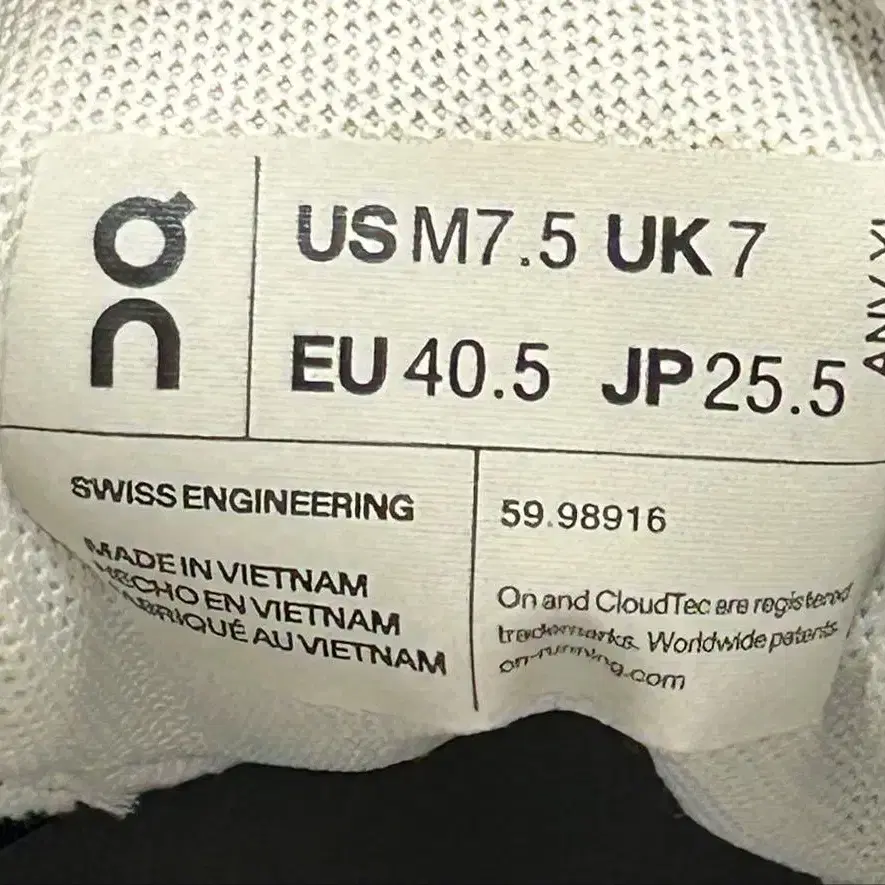 on
US M7.5 UK 7
EU 40.5 JP 25.5
SWISS ENGINEERING
MADE IN VIETNAM
HECHO EN VIETNAM
FABRIQUÉ AU VIETNAM
59.98916
On and CloudTec are registered
trademarks. Worldwide patents
on-running.com